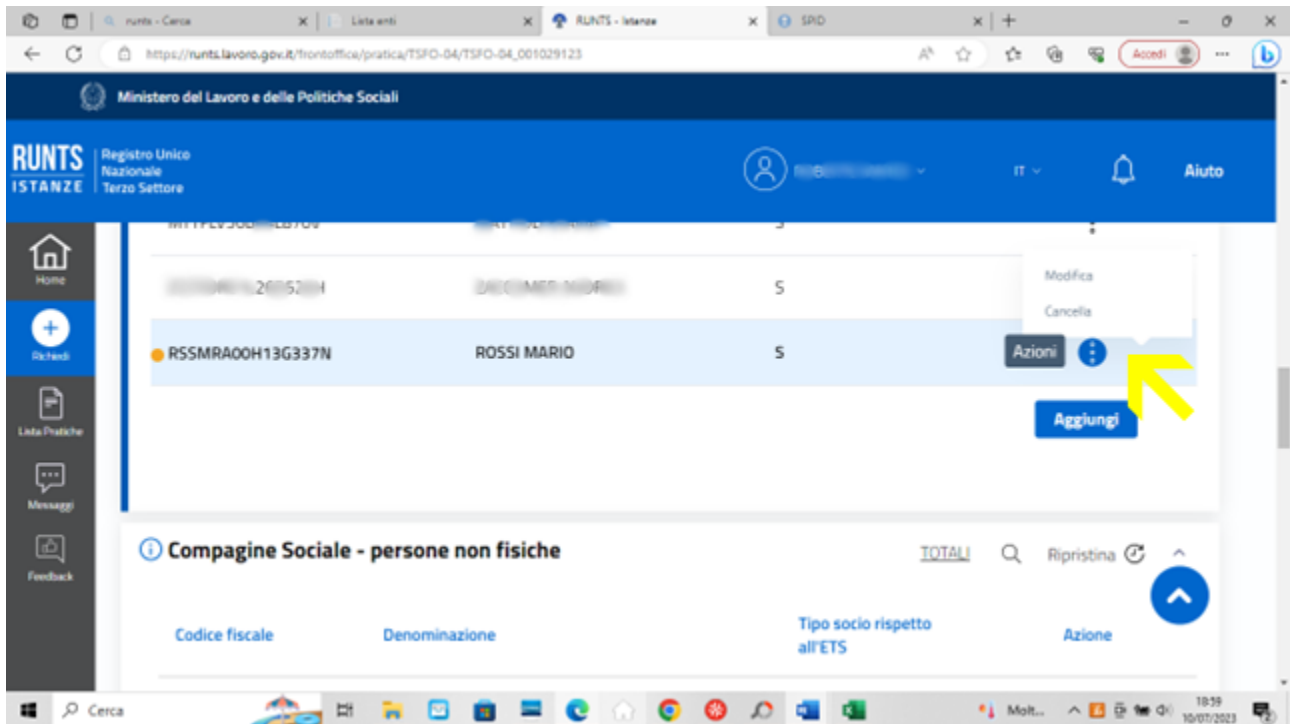 runts - Cerca
Lista enti
RUNTS - Istanze
SPID
https://runts.lavoro.gov.it/frontoffice/pratica/TSFO-04/TSFO-04_001029123
Accedi
Ministero del Lavoro e delle Politiche Sociali
RUNTS
ISTANZE
Registro Unico
Nazionale
Terzo Settore
IT
Aiuto
Home
Richiedi
Lista Pratiche
Messaggi
Feedback
S
Modifica
Cancella
S
RSSMRA00H13G337N
ROSSI MARIO
S
Azioni
Aggiungi
Compagine Sociale - persone non fisiche
TOTALI
Ripristina
Codice fiscale
Denominazione
Tipo socio rispetto
all'ETS
Azione
Cerca
Molt...
18:59
10/07/2023